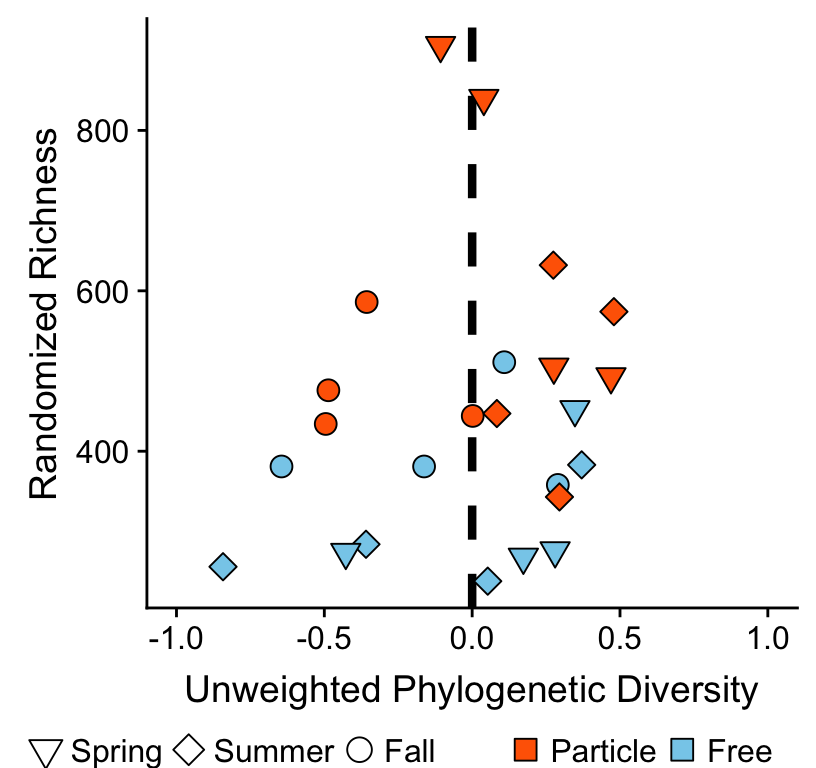 Randomized Richness
800
600
400
-1.0 -0.5 0.0 0.5 1.0
Unweighted Phylogenetic Diversity
Spring Summer Fall Particle Free